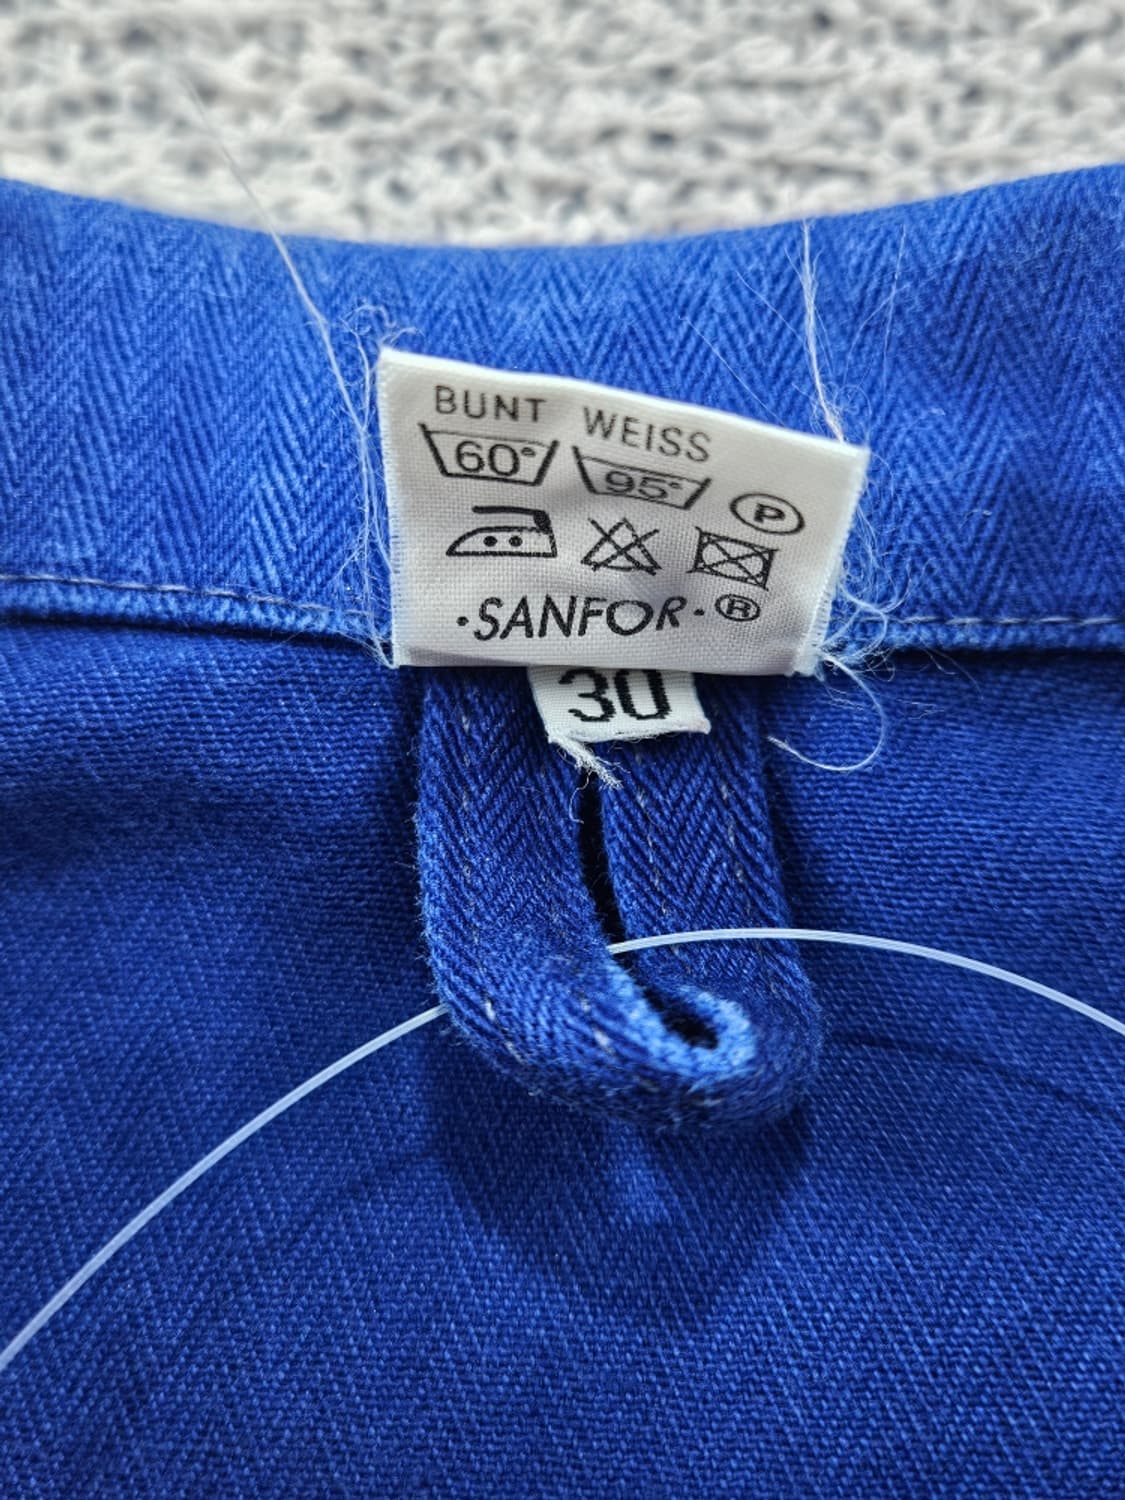 BUNT WEISS
60° 95° P
·SANFOR· ®
30